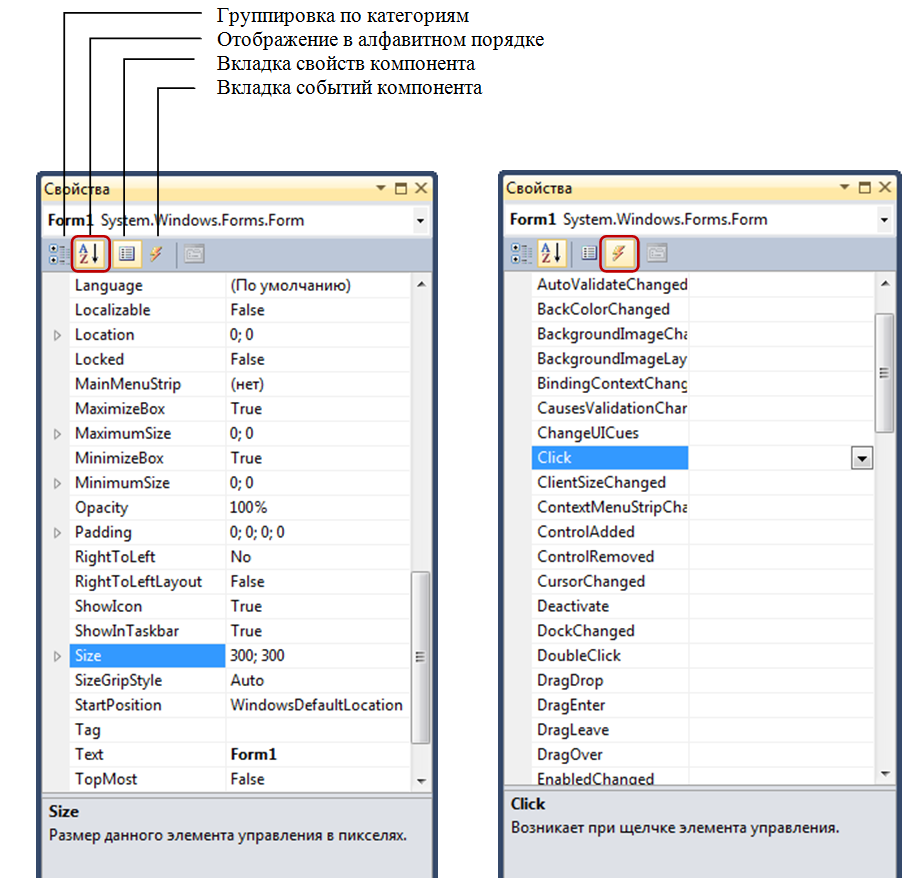 Группировка по категориям
Отображение в алфавитном порядке
Вкладка свойств компонента
Вкладка событий компонента
Свойства
Form1 System.Windows.Forms.Form
Language (По умолчанию)
Localizable False
Location 0; 0
Locked False
MainMenuStrip (нет)
MaximizeBox True
MaximumSize 0; 0
MinimizeBox True
MinimumSize 0; 0
Opacity 100%
Padding 0; 0; 0; 0
RightToLeft No
RightToLeftLayout False
ShowIcon True
ShowInTaskbar True
Size 300; 300
SizeGripStyle Auto
StartPosition WindowsDefaultLocation
Tag
Text Form1
TopMost False
Size
Размер данного элемента управления в пикселях.
Свойства
Form1 System.Windows.Forms.Form
AutoValidateChanged
BackColorChanged
BackgroundImageCha
BackgroundImageLay
BindingContextChang
CausesValidationChar
ChangeUICues
Click
ClientSizeChanged
ContextMenuStripCha
ControlAdded
ControlRemoved
CursorChanged
Deactivate
DockChanged
DoubleClick
DragDrop
DragEnter
DragLeave
DragOver
EnabledChanged
Click
Возникает при щелчке элемента управления.